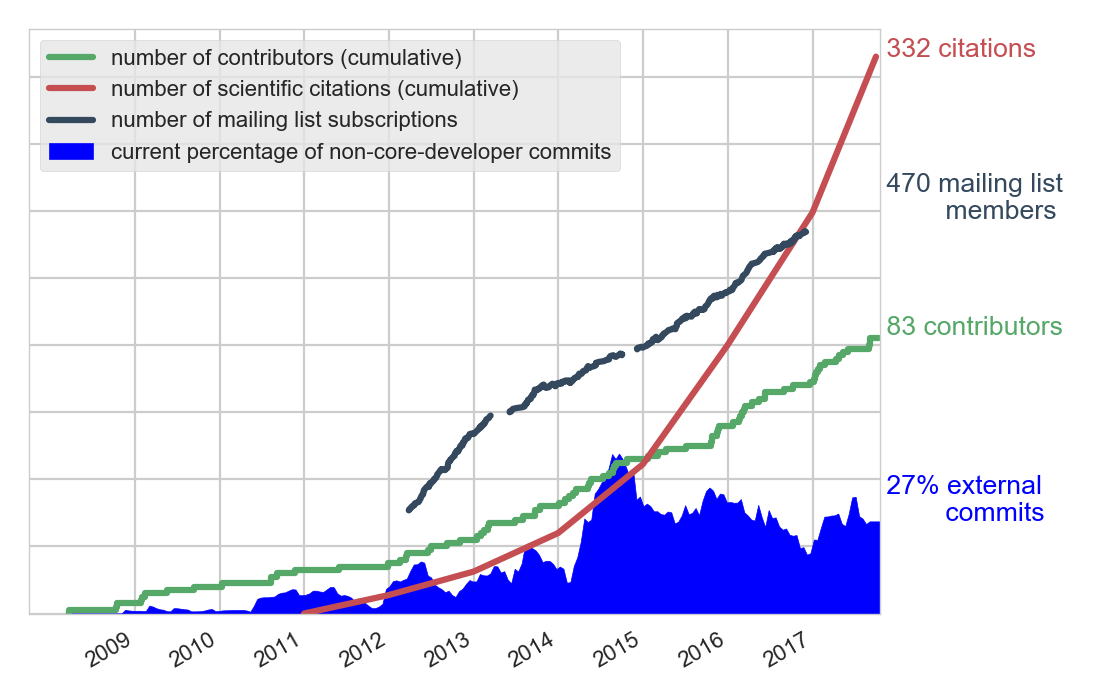 number of contributors (cumulative)
number of scientific citations (cumulative)
number of mailing list subscriptions
current percentage of non-core-developer commits
332 citations
470 mailing list
members
83 contributors
27% external
commits
2009
2010
2011
2012
2013
2014
2015
2016
2017